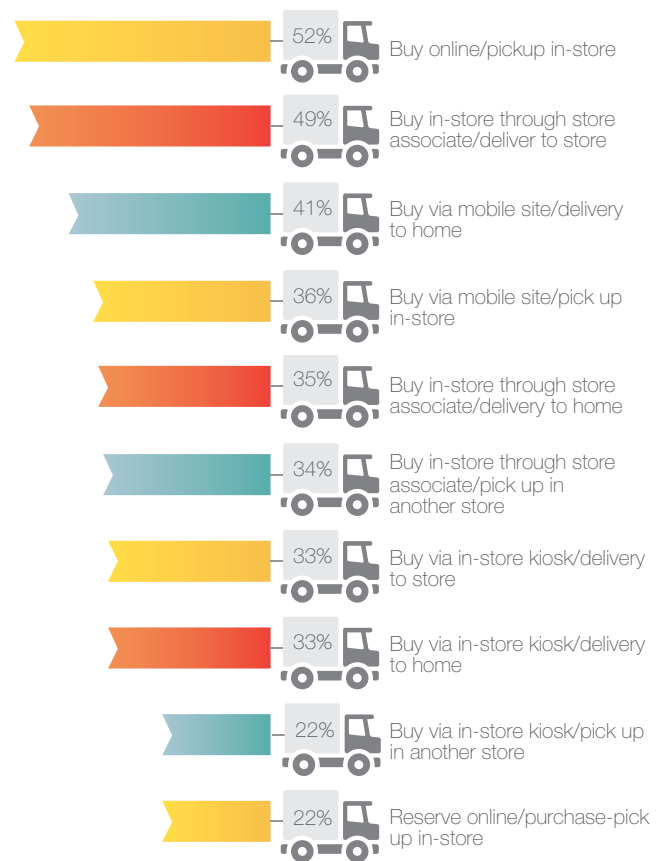 52%
Buy online/pickup in-store
49%
Buy in-store through store
associate/deliver to store
41%
Buy via mobile site/delivery
to home
36%
Buy via mobile site/pick up
in-store
35%
Buy in-store through store
associate/delivery to home
34%
Buy in-store through store
associate/pick up in
another store
33%
Buy via in-store kiosk/delivery
to store
33%
Buy via in-store kiosk/delivery
to home
22%
Buy via in-store kiosk/pick up
in another store
22%
Reserve online/purchase-pick
up in-store